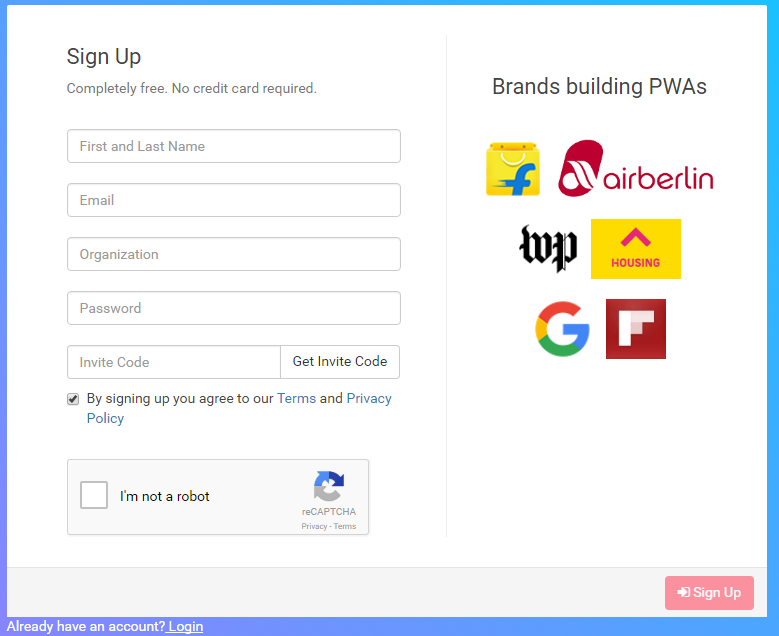 Sign Up
Completely free. No credit card required.
First and Last Name
Email
Organization
Password
Invite Code
Get Invite Code
By signing up you agree to our Terms and Privacy
Policy
I'm not a robot
reCAPTCHA
Privacy - Terms
Brands building PWAs
airberlin
wp
HOUSING
Sign Up
Already have an account? Login